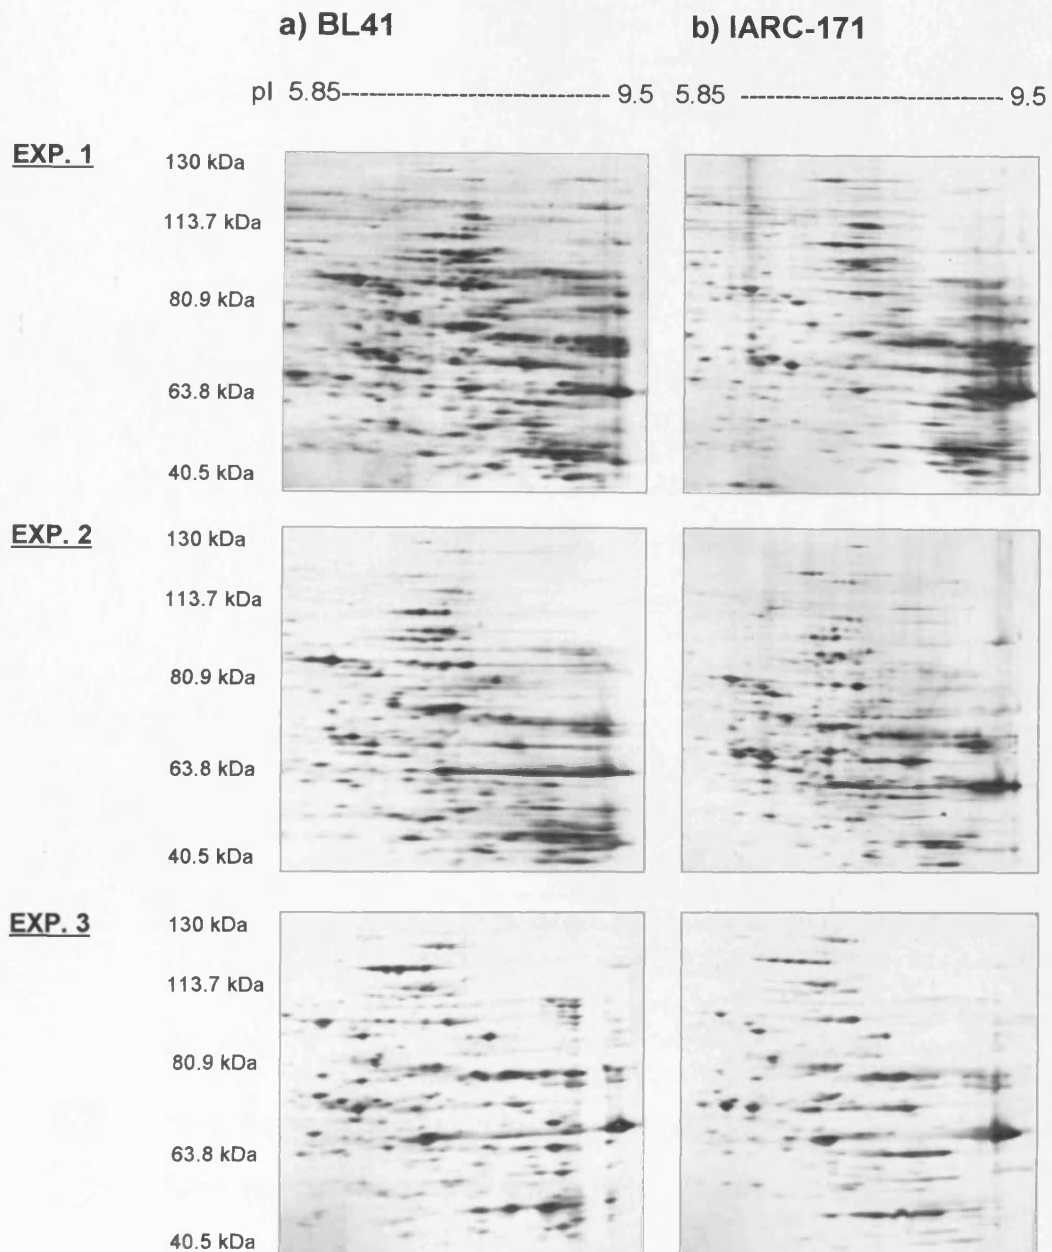 a) BL41 b) IARC-171
pI 5.85-------------------------------- 9.5 5.85 -------------------------------- 9.5
EXP. 1
130 kDa
113.7 kDa
80.9 kDa
63.8 kDa
40.5 kDa
EXP. 2
130 kDa
113.7 kDa
80.9 kDa
63.8 kDa
40.5 kDa
EXP. 3
130 kDa
113.7 kDa
80.9 kDa
63.8 kDa
40.5 kDa